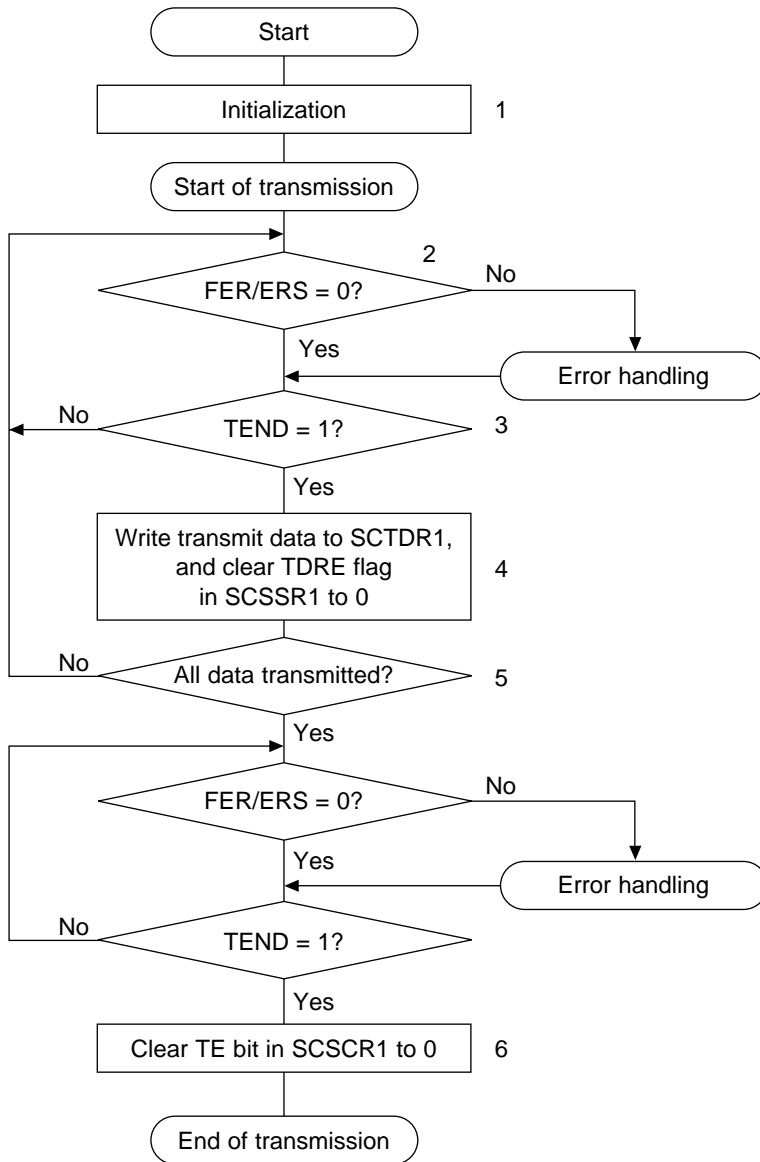 Start
Initialization
1
Start of transmission
2
FER/ERS = 0?
No
Yes
Error handling
No
TEND = 1?
3
Yes
Write transmit data to SCTDR1,
and clear TDRE flag
in SCSSR1 to 0
4
No
All data transmitted?
5
Yes
FER/ERS = 0?
No
Yes
Error handling
No
TEND = 1?
Yes
Clear TE bit in SCSCR1 to 0
6
End of transmission